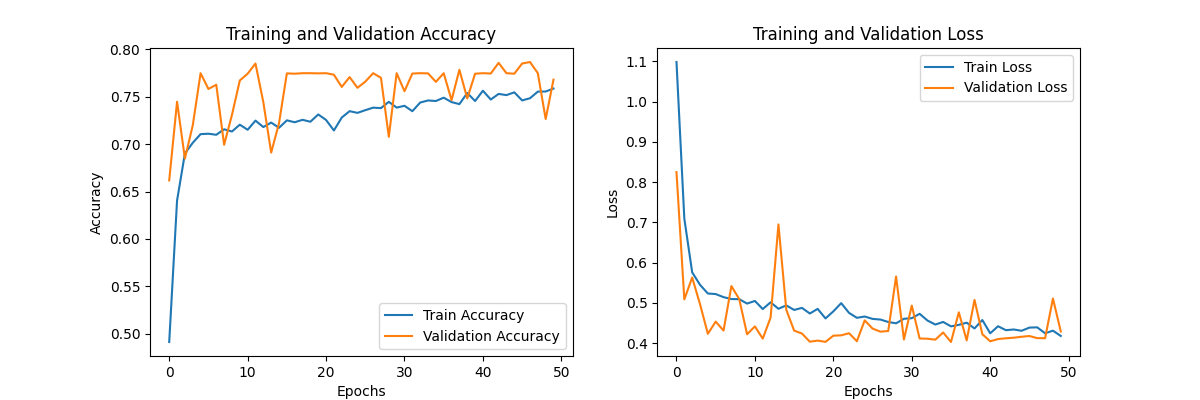 Training and Validation Accuracy
Accuracy
0.80
0.75
0.70
0.65
0.60
0.55
0.50
Train Accuracy
Validation Accuracy
0 10 20 30 40 50
Epochs
Training and Validation Loss
Loss
1.1
1.0
0.9
0.8
0.7
0.6
0.5
0.4
Train Loss
Validation Loss
0 10 20 30 40 50
Epochs